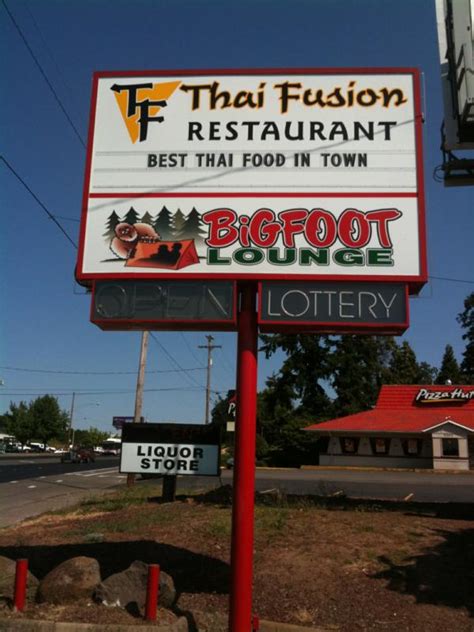 TF Thai Fusion
RESTAURANT
BEST THAI FOOD IN TOWN
BiGFOOT
LOUNGE
OPEN
LOTTERY
Pizza Hut
LIQUOR
STORE